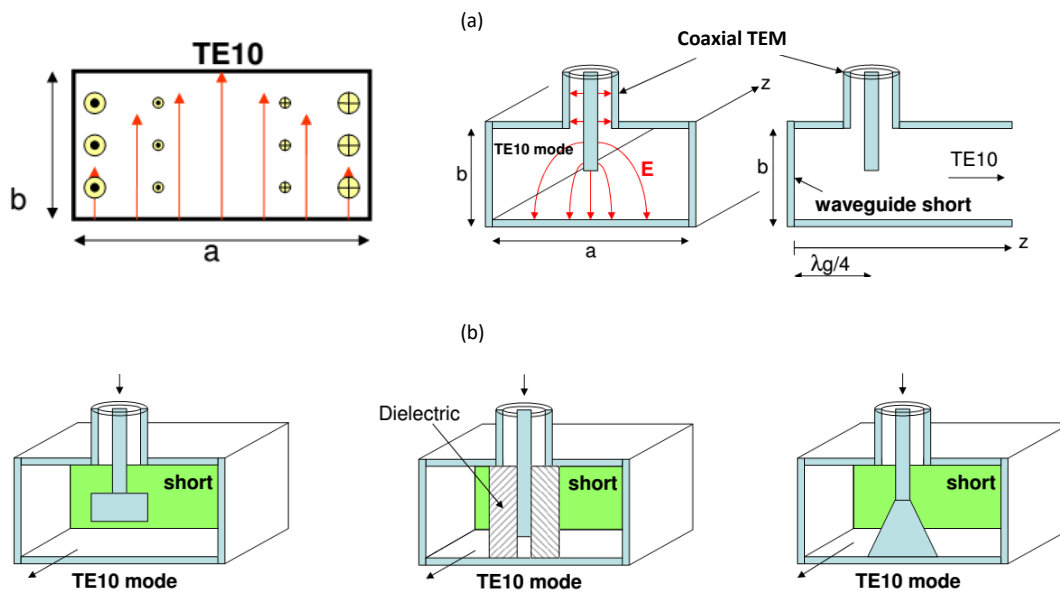 (a)
TE10
b
a
Coaxial TEM
z
TE10 mode
E
b
a
b
TE10
waveguide short
z
λg/4
(b)
short
TE10 mode
Dielectric
short
TE10 mode
short
TE10 mode